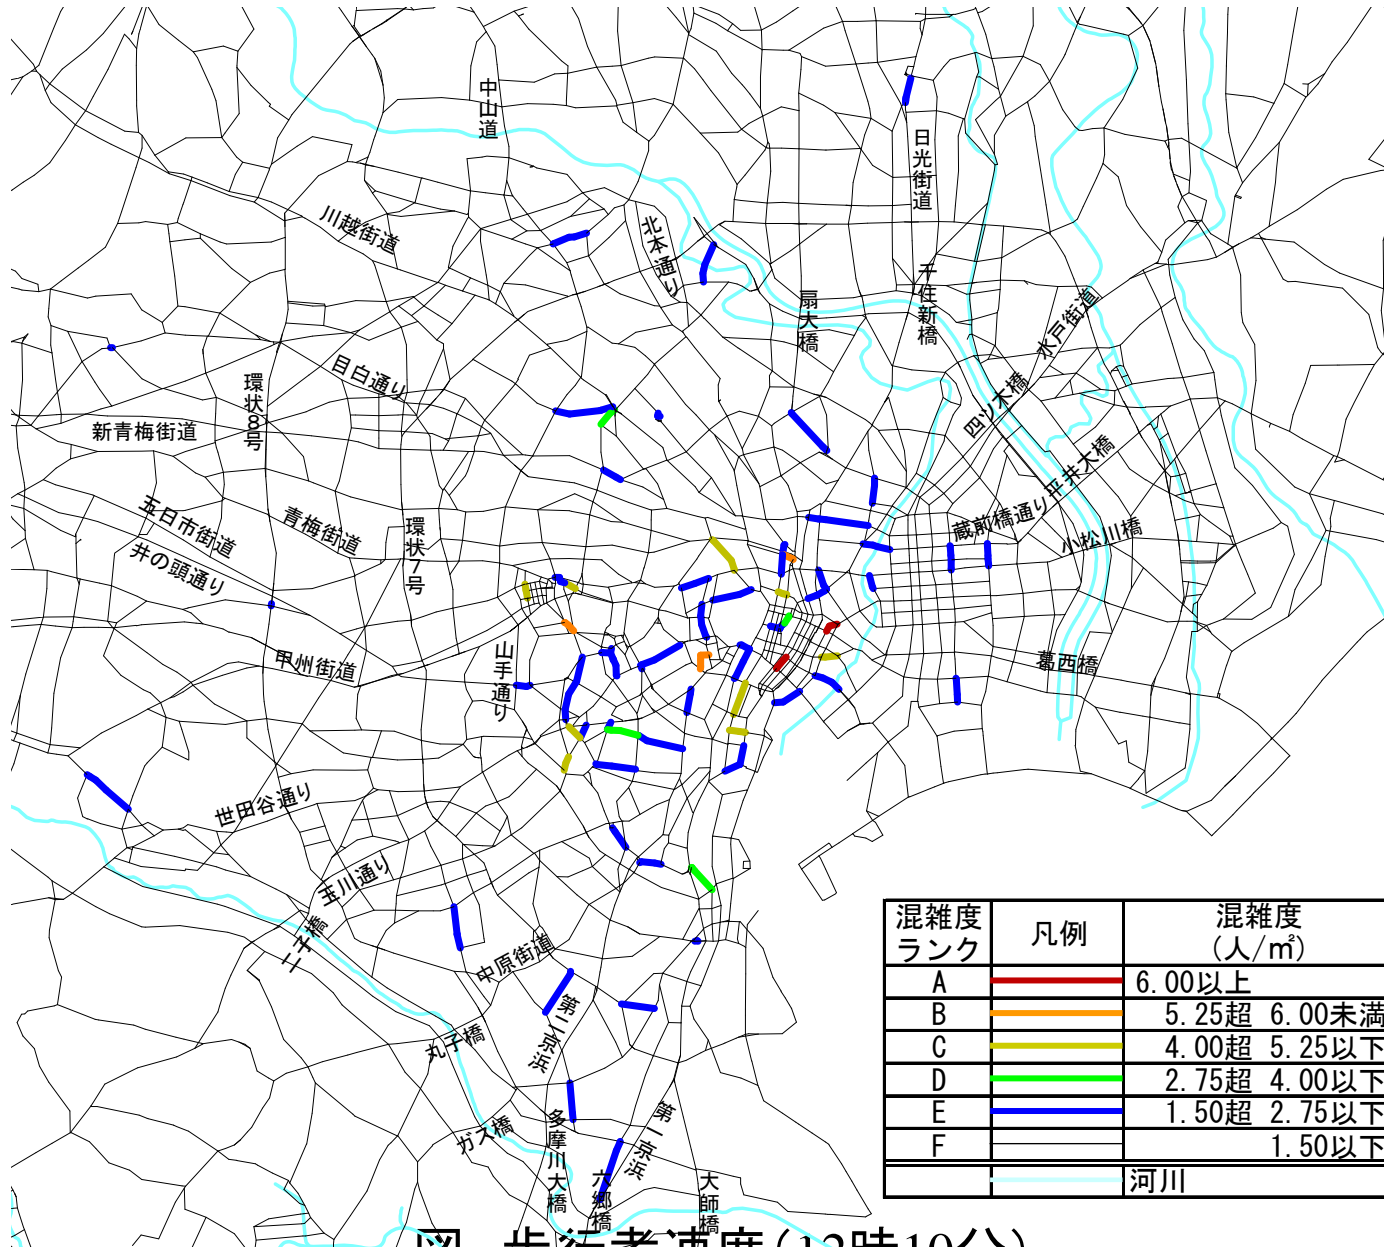 中山道
日光街道
川越街道
北本通り
千住新橋
扇大橋
水戸街道
目白通り
環状8号
四ツ木橋
新青梅街道
平井大橋
五日市街道
青梅街道
蔵前橋通り
小松川橋
井の頭通り
環状7号
甲州街道
山手通り
葛西橋
世田谷通り
玉川通り
二子橋
中原街道
第二京浜
丸子橋
ガス橋
多摩川大橋
第一京浜
六郷橋
大師橋
混雑度ランク 凡例 混雑度(人/㎡)
A 6.00以上
B 5.25超 6.00未満
C 4.00超 5.25以下
D 2.75超 4.00以下
E 1.50超 2.75以下
F 1.50以下
河川